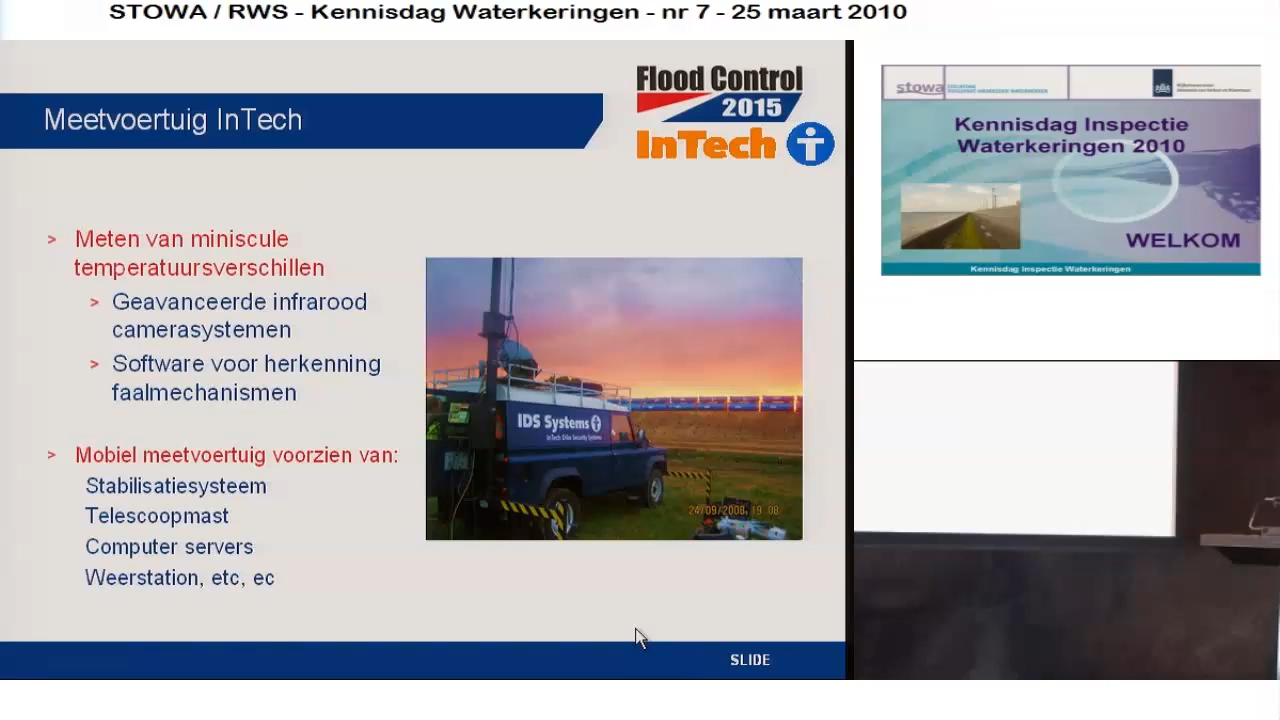 STOWA / RWS - Kennisdag Waterkeringen - nr 7 - 25 maart 2010
Flood Control
2015
InTech
Meetvoertuig InTech
> Meten van miniscule
temperatuursverschillen
> Geavanceerde infrarood
camerasystemen
> Software voor herkenning
faalmechanismen
> Mobiel meetvoertuig voorzien van:
Stabilisatiesysteem
Telescoopmast
Computer servers
Weerstation, etc, ec
IDS Systems
InTech Dike Security Systems
24/09/2008, 19 08
SLIDE
stowa
Kennisdag Inspectie
Waterkeringen 2010
WELKOM
Kennisdag Inspectie Waterkeringen